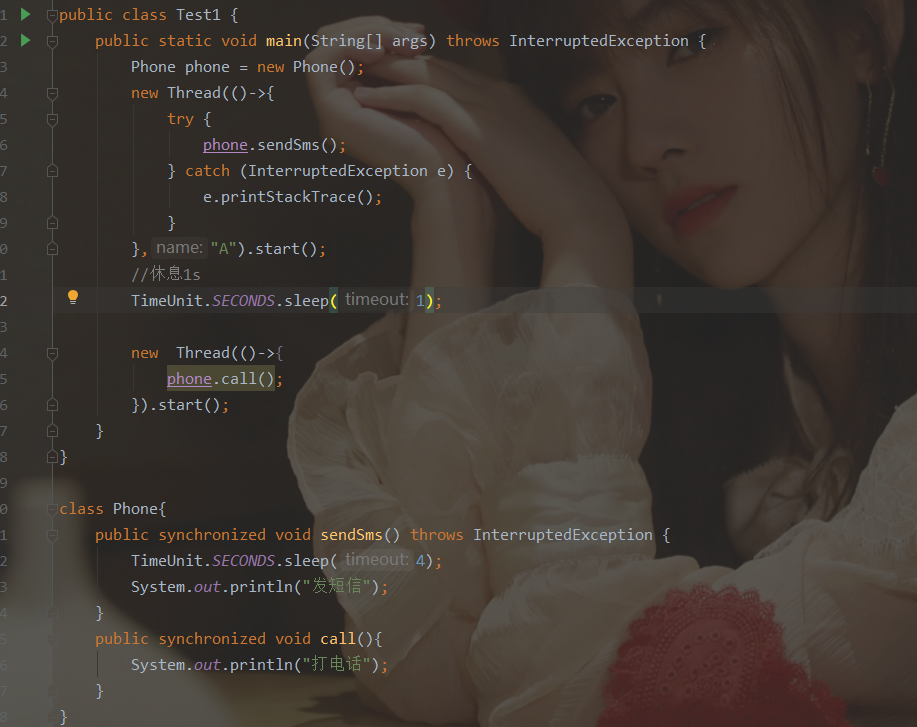 1 public class Test1 {
2 public static void main(String[] args) throws InterruptedException {
3 Phone phone = new Phone();
4 new Thread(()->{
5 try {
6 phone.sendSms();
7 } catch (InterruptedException e) {
8 e.printStackTrace();
9 }
0 }, name: "A").start();
1 //休息1s
2 TimeUnit.SECONDS.sleep( timeout: 1);
3
4 new  Thread(()->{
5 phone.call();
6 }).start();
7 }
8 }
9
0 class Phone{
1 public synchronized void sendSms() throws InterruptedException {
2 TimeUnit.SECONDS.sleep( timeout: 4);
3 System.out.println("发短信");
4 }
5 public synchronized void call(){
6 System.out.println("打电话");
7 }
8 }